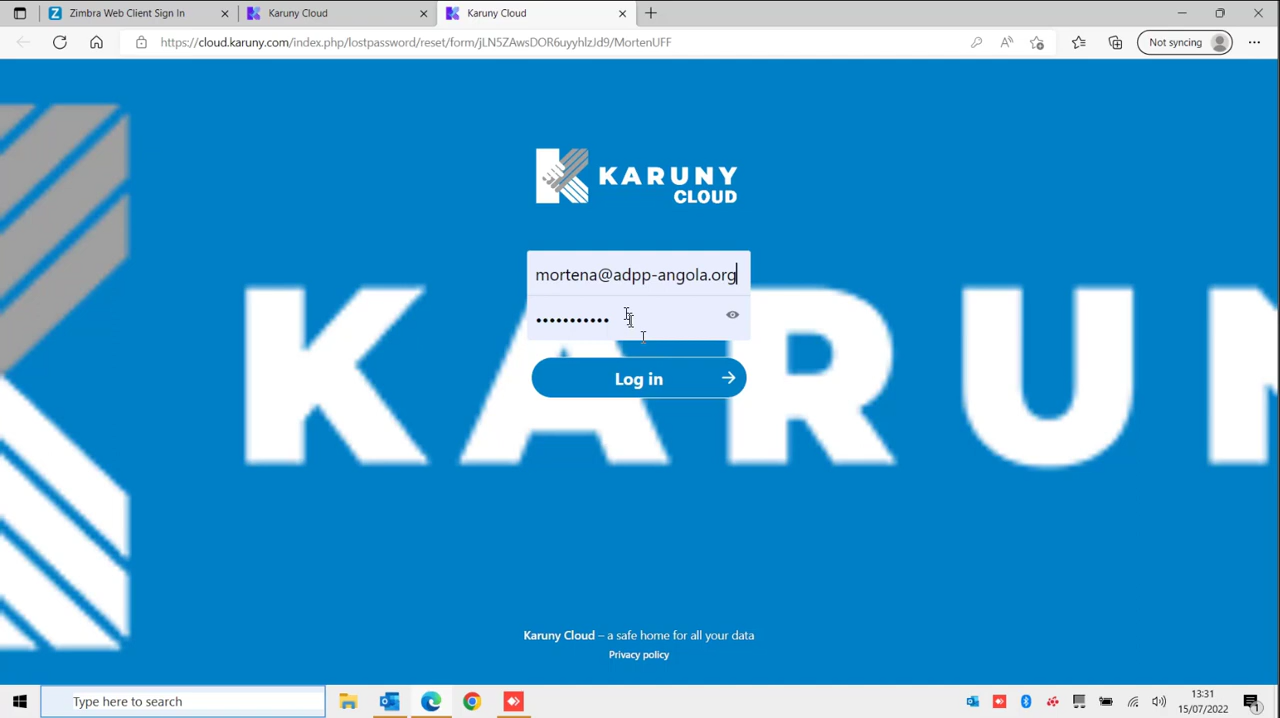 Zimbra Web Client Sign In
Karuny Cloud
Karuny Cloud
https://cloud.karuny.com/index.php/lostpassword/reset/form/jLN5ZAwsDOR6uyyhlzJd9/MortenUFF
Not syncing
KARUNY
CLOUD
mortena@adpp-angola.org
•••••••••••
Log in
KARUN
Karuny Cloud – a safe home for all your data
Privacy policy
Type here to search
13:31
15/07/2022